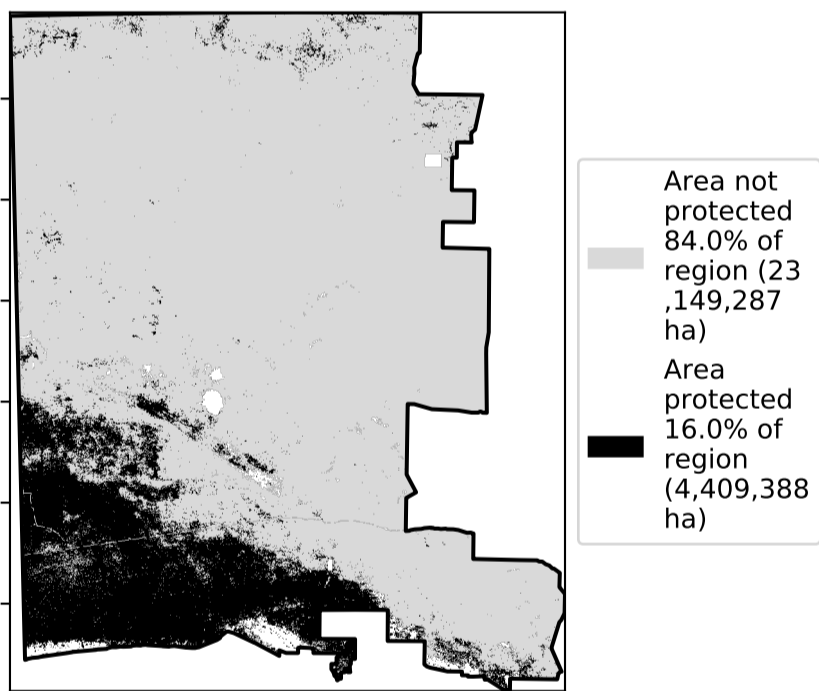 Area not
protected
84.0% of
region (23
,149,287
ha)
Area
protected
16.0% of
region
(4,409,388
ha)